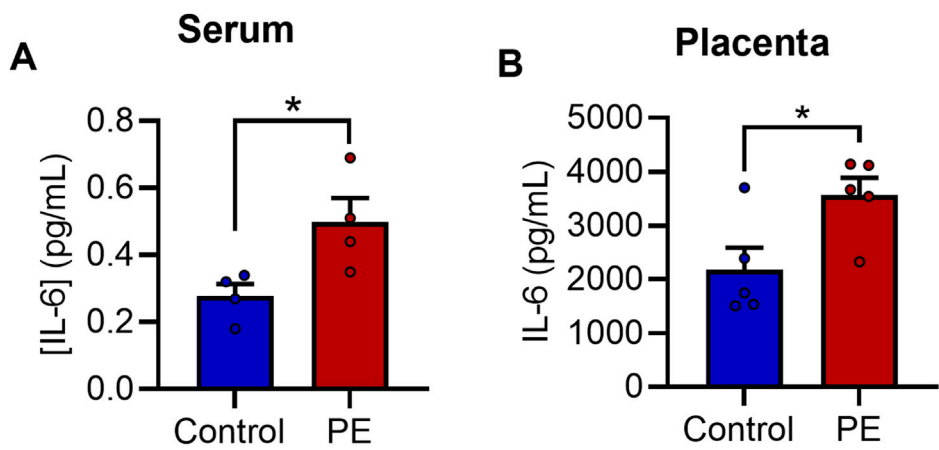 A
Serum
[IL-6] (pg/mL)
0.8
0.6
0.4
0.2
0.0
*
Control
PE
B
Placenta
IL-6 (pg/mL)
5000
4000
3000
2000
1000
0
*
Control
PE